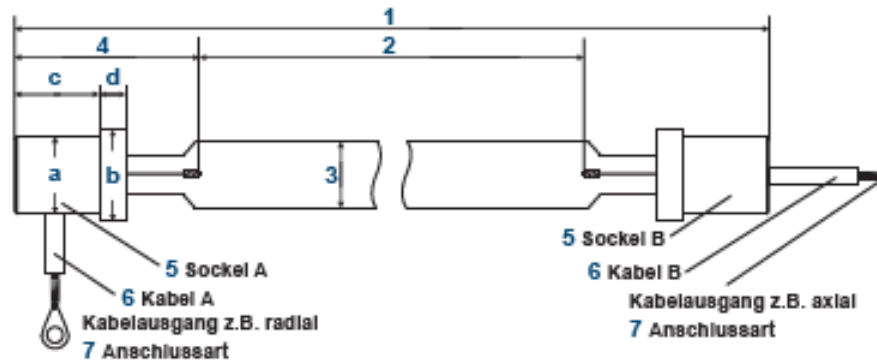 1
4 2
c d
a b 3
5 Sockel A
6 Kabel A
Kabelausgang z.B. radial
7 Anschlussart
5 Sockel B
6 Kabel B
Kabelausgang z.B. axial
7 Anschlussart